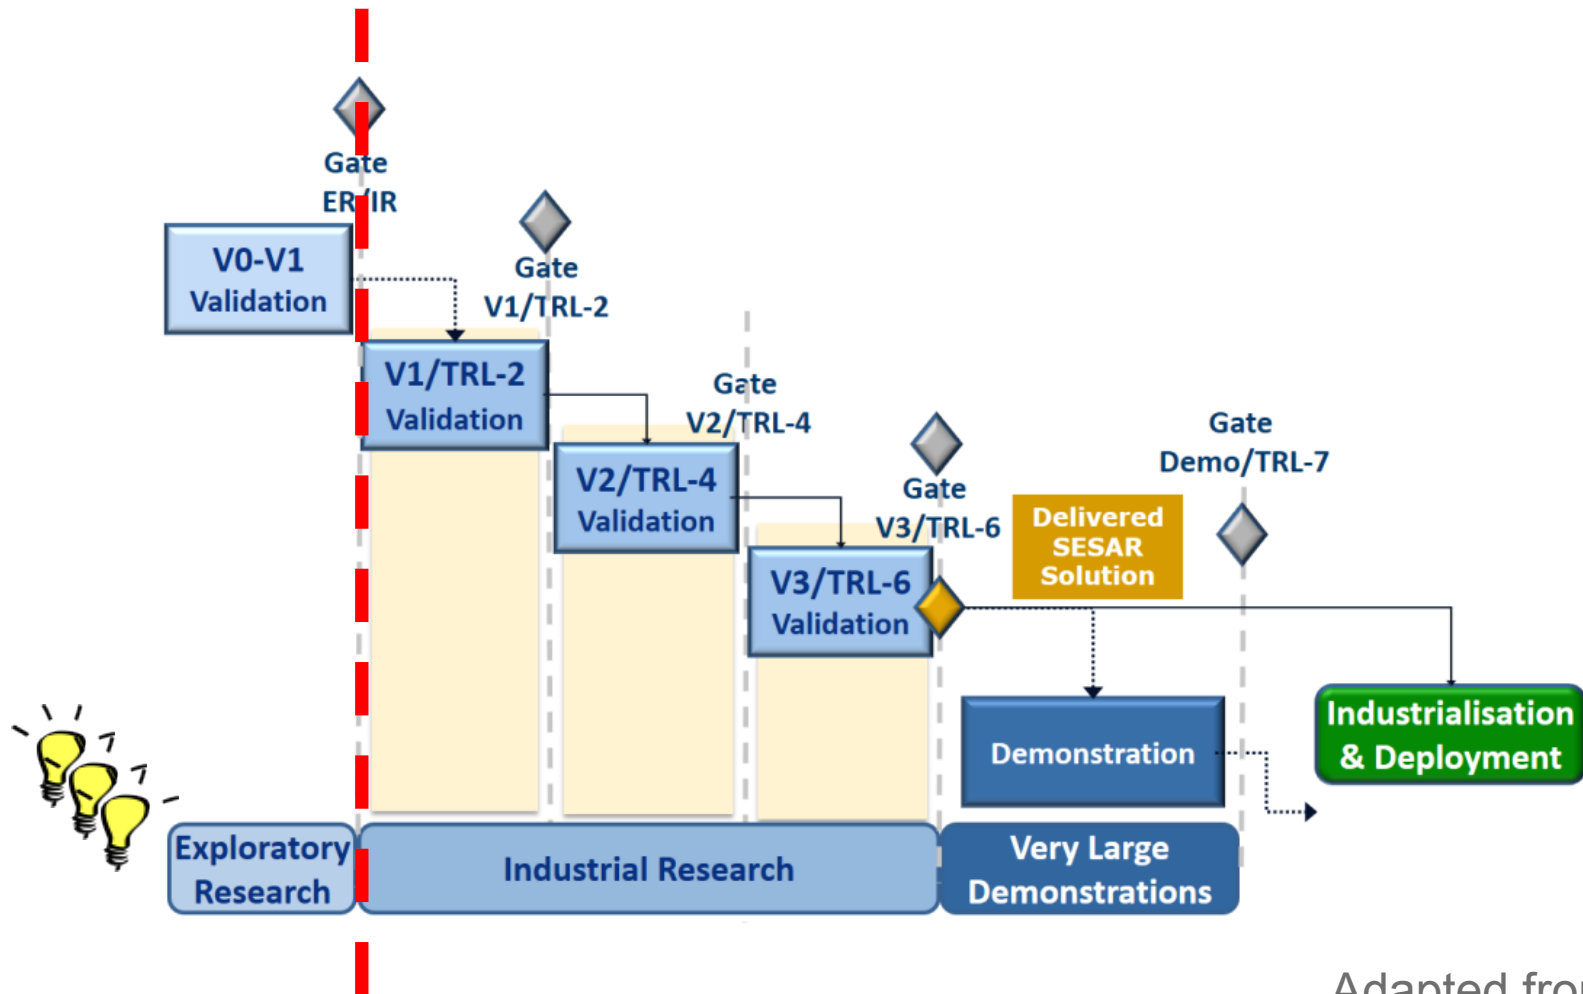 Gate
ER/IR
V0-V1
Validation
Gate
V1/TRL-2
V1/TRL-2
Validation
Gate
V2/TRL-4
V2/TRL-4
Validation
Gate
V3/TRL-6
V3/TRL-6
Validation
Delivered
SESAR
Solution
Gate
Demo/TRL-7
Demonstration
Industrialisation
& Deployment
Exploratory
Research
Industrial Research
Very Large
Demonstrations
Adapted